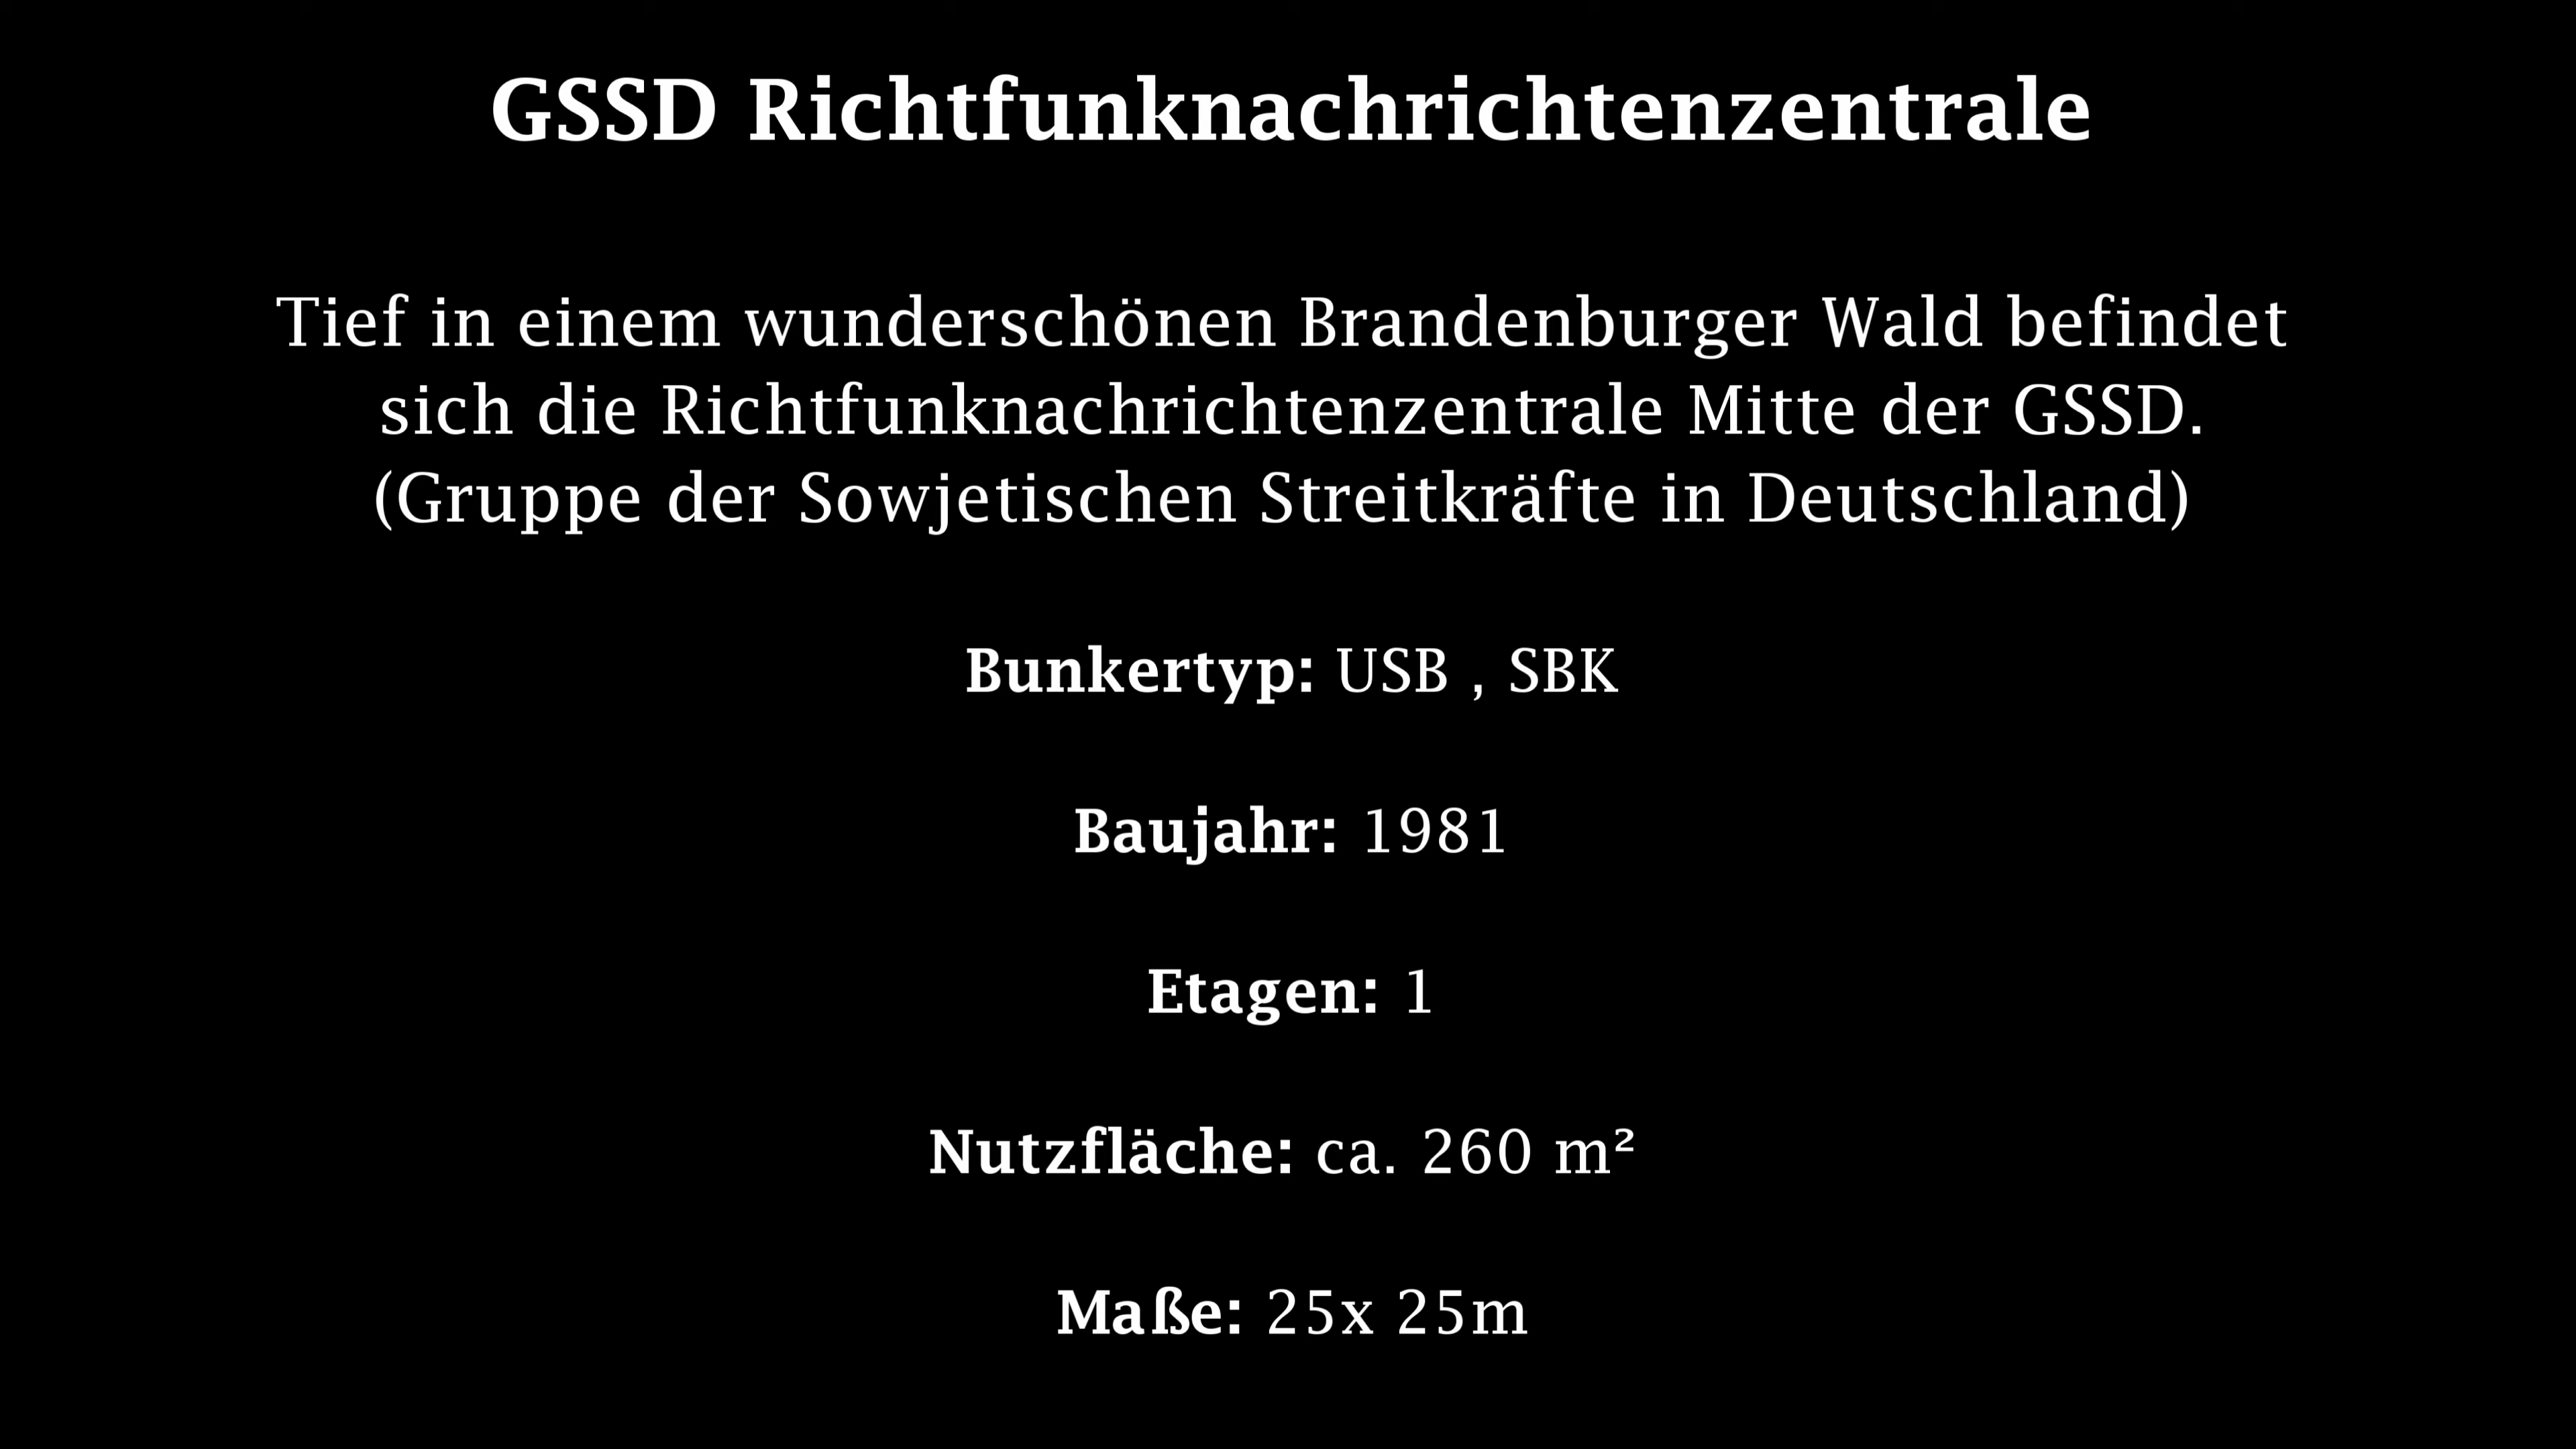 GSSD Richtfunknachrichtenzentrale
Tief in einem wunderschönen Brandenburger Wald befindet
sich die Richtfunknachrichtenzentrale Mitte der GSSD.
(Gruppe der Sowjetischen Streitkräfte in Deutschland)
Bunkertyp: USB , SBK
Baujahr: 1981
Etagen: 1
Nutzfläche: ca. 260 m²
Maße: 25x 25m